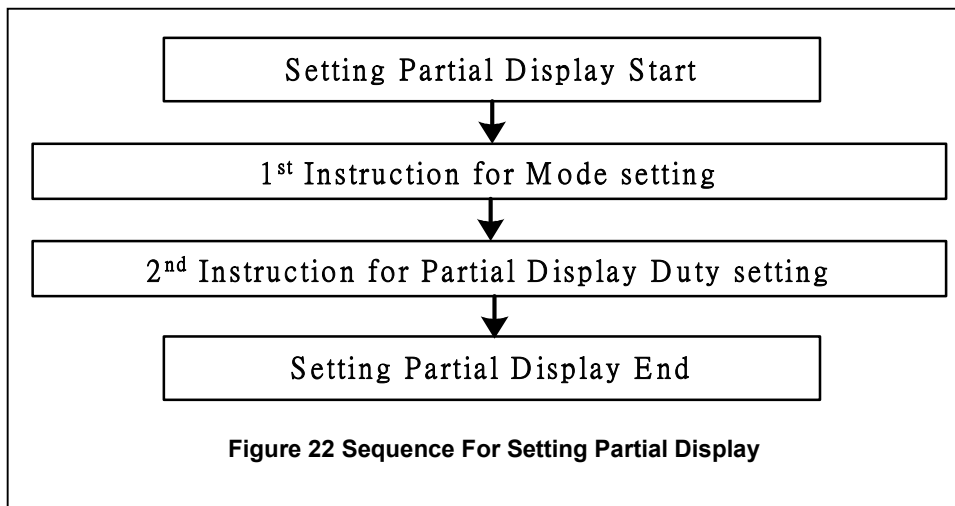 Setting Partial Display Start
1st Instruction for Mode setting
2nd Instruction for Partial Display Duty setting
Setting Partial Display End
Figure 22 Sequence For Setting Partial Display